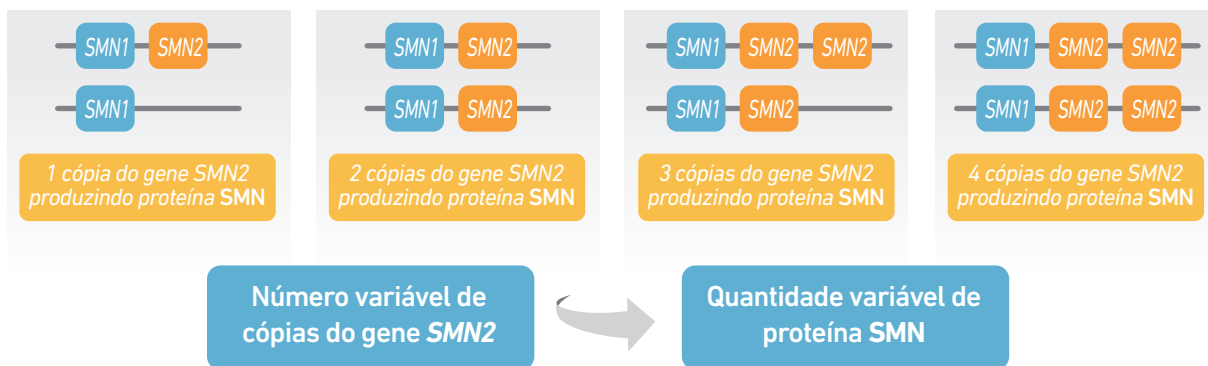 SMN1 SMN2
SMN1
1 cópia do gene SMN2
produzindo proteína SMN
SMN1 SMN2
SMN1 SMN2
2 cópias do gene SMN2
produzindo proteína SMN
SMN1 SMN2 SMN2
SMN1 SMN2
3 cópias do gene SMN2
produzindo proteína SMN
SMN1 SMN2 SMN2
SMN1 SMN2 SMN2
4 cópias do gene SMN2
produzindo proteína SMN
Número variável de
cópias do gene SMN2
Quantidade variável de
proteína SMN